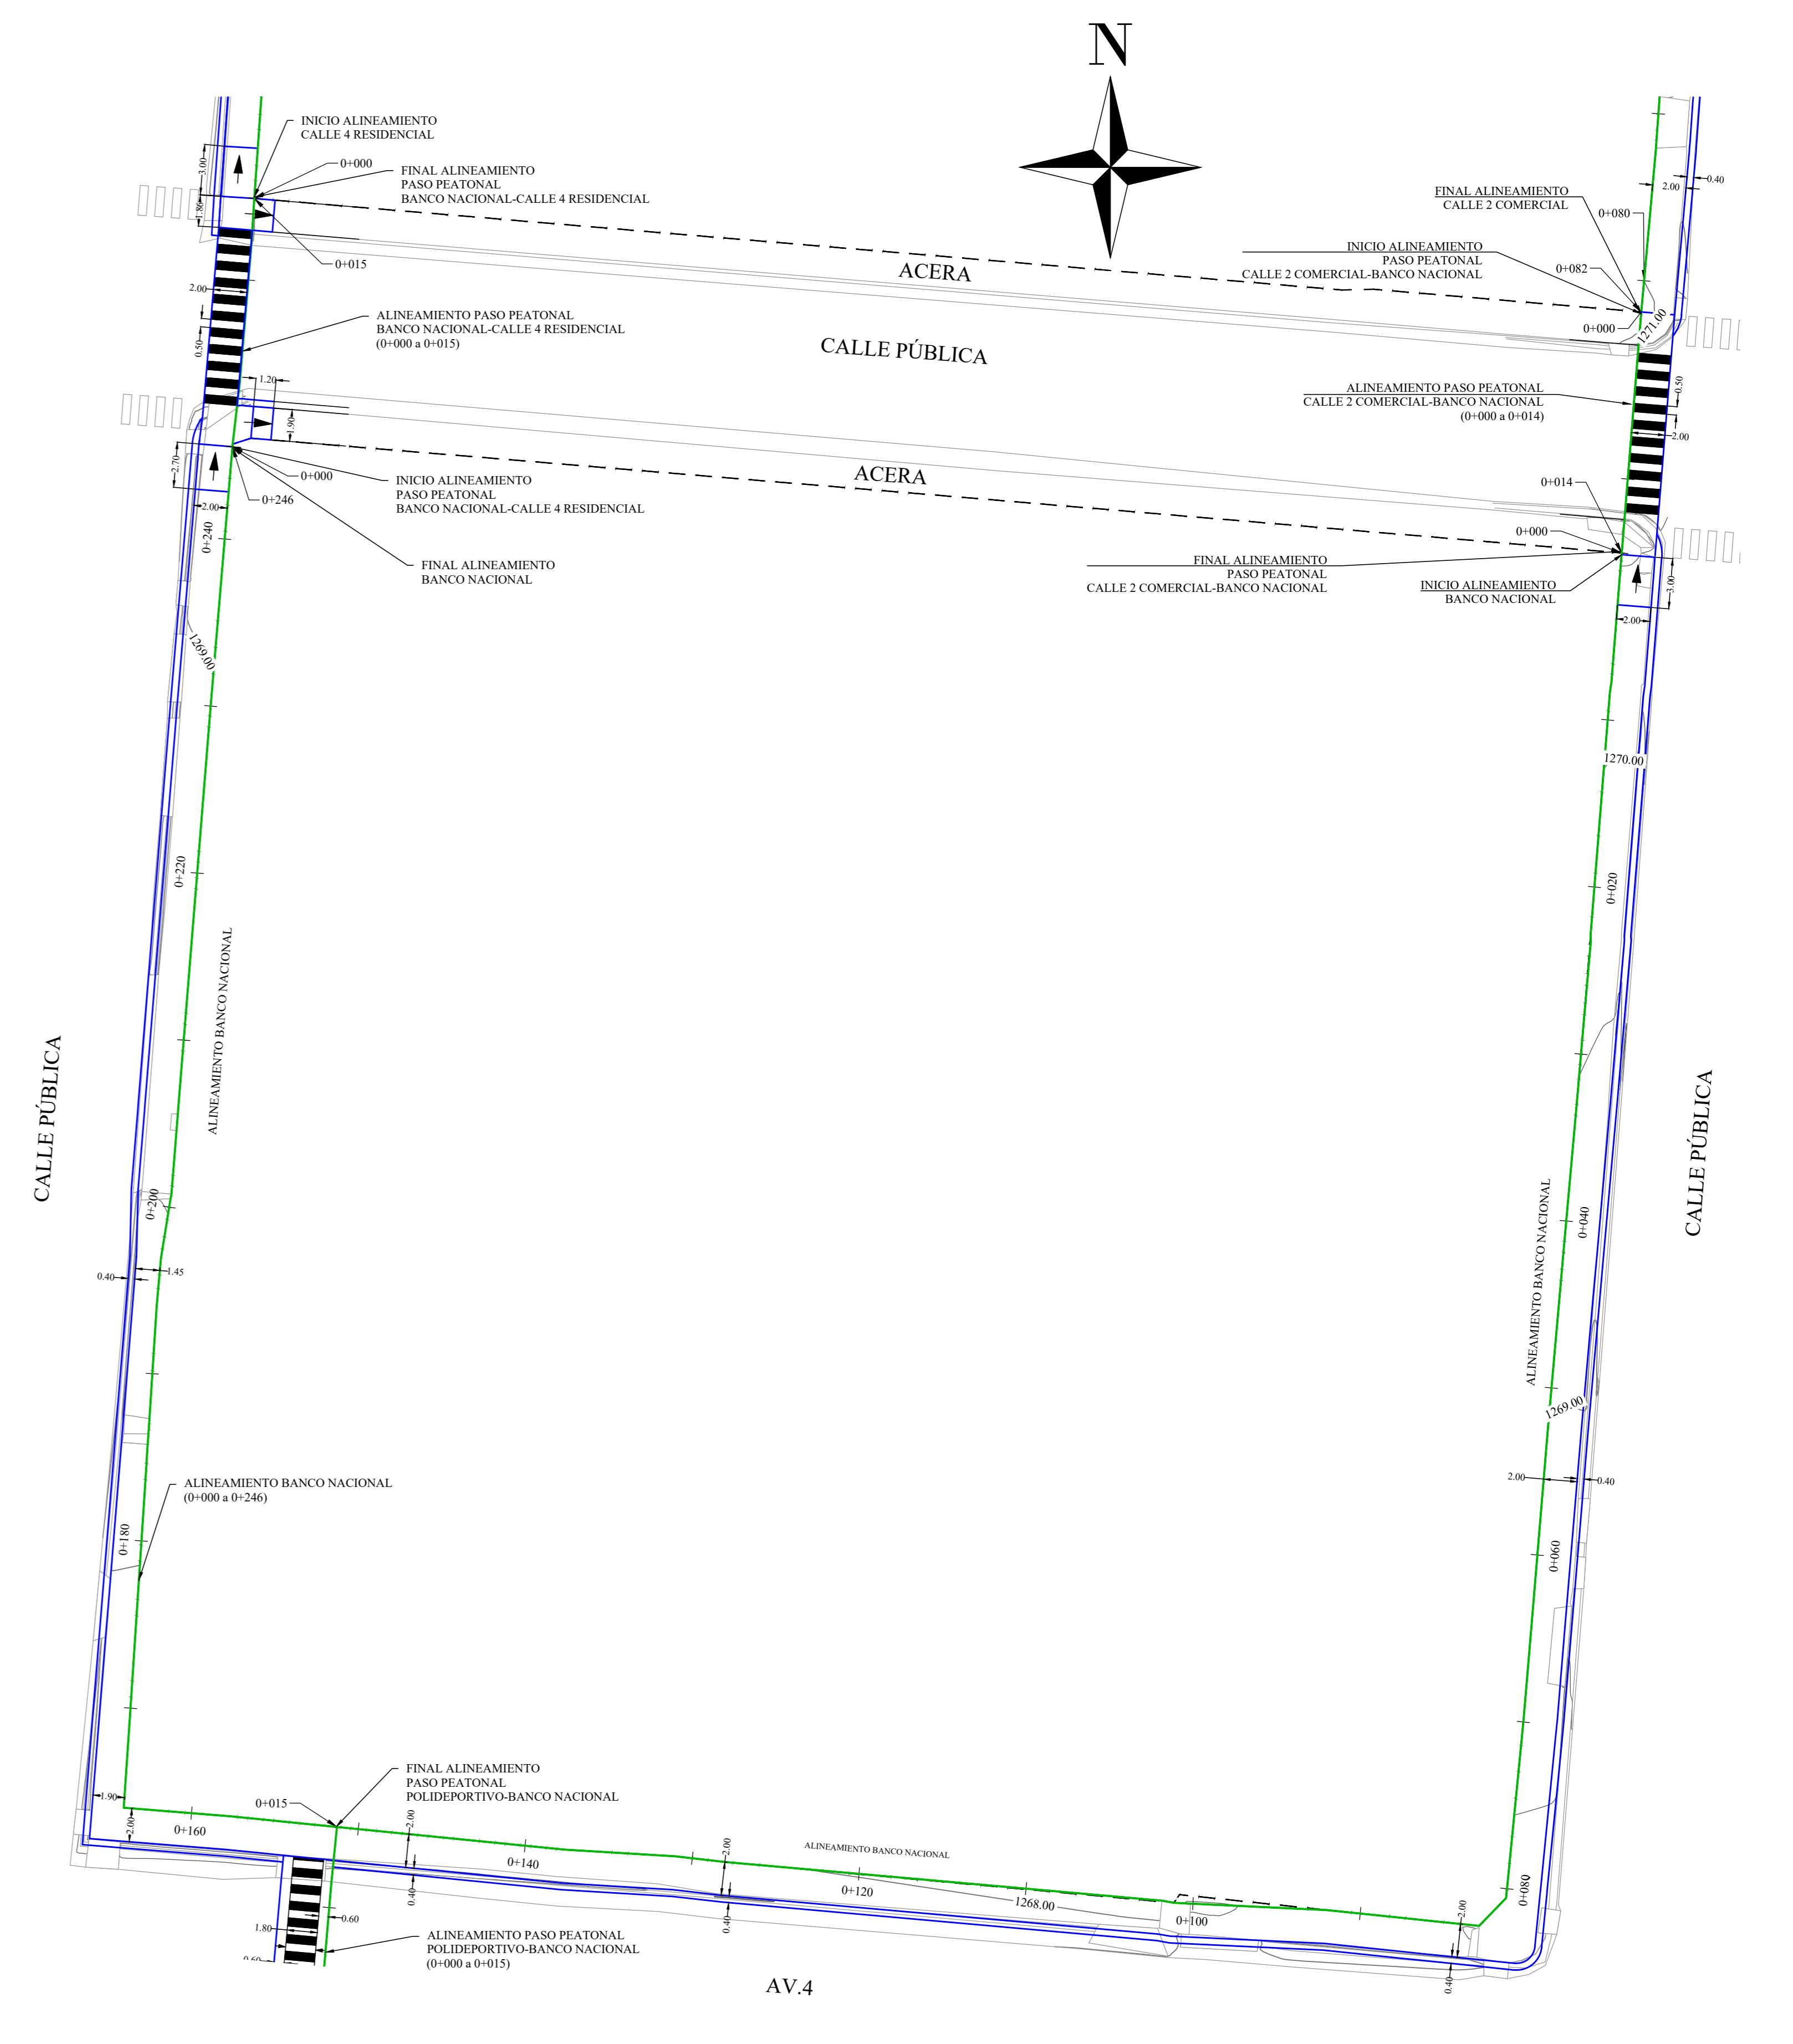 N
INICIO ALINEAMIENTO
CALLE 4 RESIDENCIAL
0+000
FINAL ALINEAMIENTO
PASO PEATONAL
BANCO NACIONAL-CALLE 4 RESIDENCIAL
3.00
1.80
0+015
ACERA
2.00
0.40
FINAL ALINEAMIENTO
CALLE 2 COMERCIAL
0+080
INICIO ALINEAMIENTO
PASO PEATONAL
CALLE 2 COMERCIAL-BANCO NACIONAL
0+082
0+000
1271.00
2.00
ALINEAMIENTO PASO PEATONAL
BANCO NACIONAL-CALLE 4 RESIDENCIAL
(0+000 a 0+015)
0.50
CALLE PÚBLICA
1.20
1.90
ALINEAMIENTO PASO PEATONAL
CALLE 2 COMERCIAL-BANCO NACIONAL
(0+000 a 0+014)
0.50
2.00
2.70
0+000
0+246
2.00
0+240
INICIO ALINEAMIENTO
PASO PEATONAL
BANCO NACIONAL-CALLE 4 RESIDENCIAL
ACERA
0+014
0+000
FINAL ALINEAMIENTO
BANCO NACIONAL
FINAL ALINEAMIENTO
PASO PEATONAL
CALLE 2 COMERCIAL-BANCO NACIONAL
INICIO ALINEAMIENTO
BANCO NACIONAL
3.00
2.00
1269.00
1270.00
0+220
0+020
ALINEAMIENTO BANCO NACIONAL
CALLE PÚBLICA
CALLE PÚBLICA
0+200
0+040
ALINEAMIENTO BANCO NACIONAL
0.40
1.45
1269.00
2.00
0.40
ALINEAMIENTO BANCO NACIONAL
(0+000 a 0+246)
0+180
0+060
FINAL ALINEAMIENTO
PASO PEATONAL
POLIDEPORTIVO-BANCO NACIONAL
1.90
0+015
2.00
0+160
2.00
0+140
0.40
2.00
0.40
ALINEAMIENTO BANCO NACIONAL
0+120
1268.00
0+100
0+080
2.00
0.40
0.60
1.80
0.60
ALINEAMIENTO PASO PEATONAL
POLIDEPORTIVO-BANCO NACIONAL
(0+000 a 0+015)
AV.4